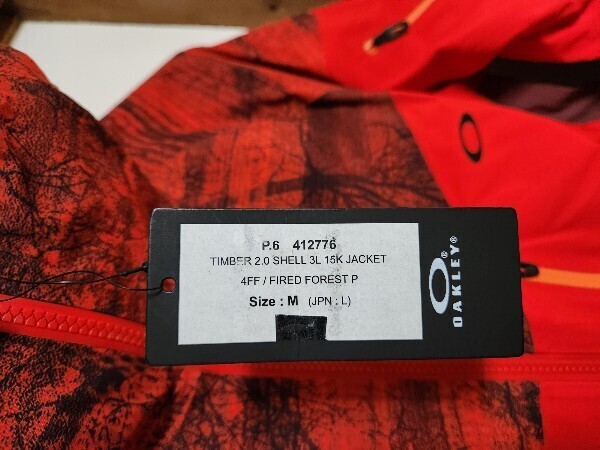 P.6 412776
TIMBER 2.0 SHELL 3L 15K JACKET
4FF / FIRED FOREST P
Size : M (JPN : L)
OAKLEY®